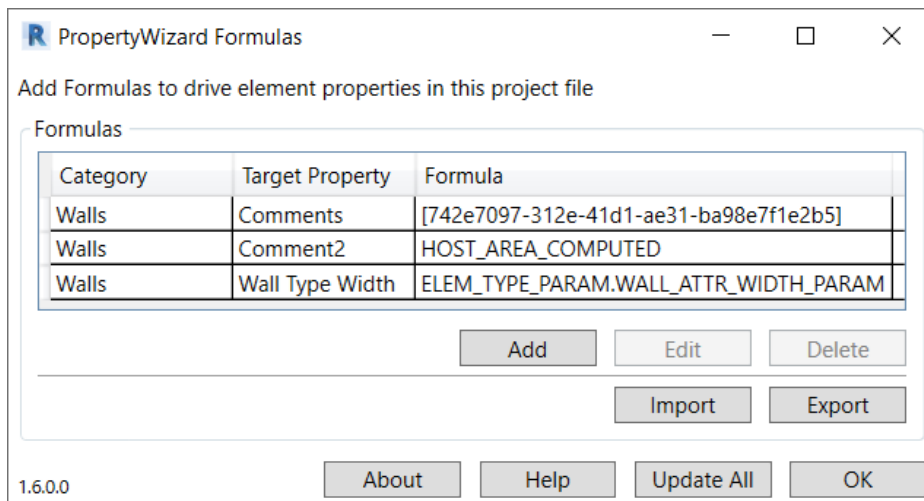 PropertyWizard Formulas
Add Formulas to drive element properties in this project file
Formulas
Category Target Property Formula
Walls Comments [742e7097-312e-41d1-ae31-ba98e7f1e2b5]
Walls Comment2 HOST_AREA_COMPUTED
Walls Wall Type Width ELEM_TYPE_PARAM.WALL_ATTR_WIDTH_PARAM
Add Edit Delete
Import Export
1.6.0.0 About Help Update All OK